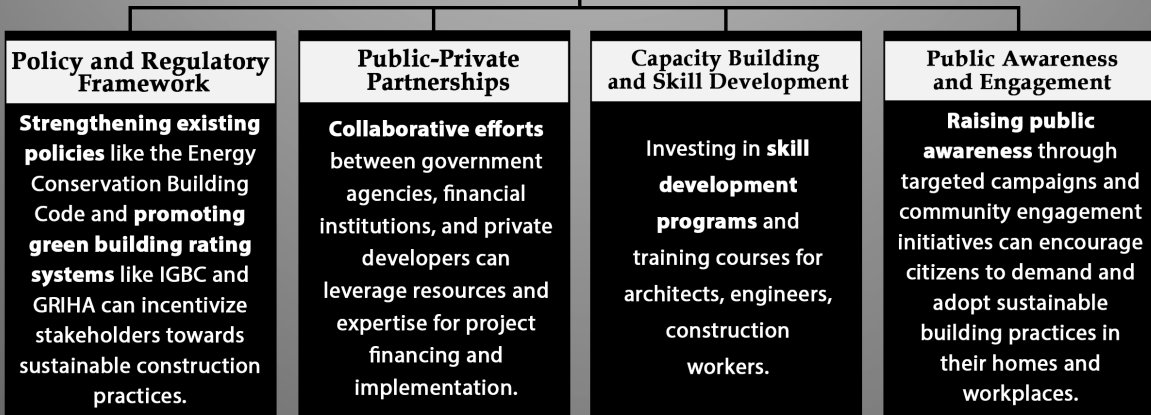 Policy and Regulatory
Framework
Strengthening existing
policies like the Energy
Conservation Building
Code and promoting
green building rating
systems like IGBC and
GRIHA can incentivize
stakeholders towards
sustainable construction
practices.
Public-Private
Partnerships
Collaborative efforts
between government
agencies, financial
institutions, and private
developers can
leverage resources and
expertise for project
financing and
implementation.
Capacity Building
and Skill Development
Investing in skill
development
programs and
training courses for
architects, engineers,
construction
workers.
Public Awareness
and Engagement
Raising public
awareness through
targeted campaigns and
community engagement
initiatives can encourage
citizens to demand and
adopt sustainable
building practices in
their homes and
workplaces.